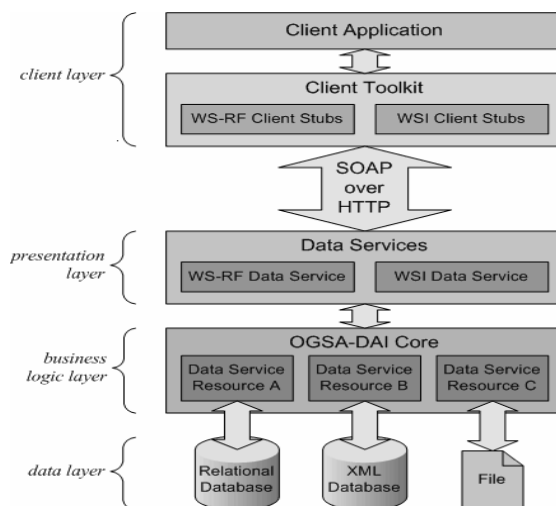 Client Application
client layer
Client Toolkit
WS-RF Client Stubs
WSI Client Stubs
SOAP
over
HTTP
Data Services
presentation
layer
WS-RF Data Service
WSI Data Service
OGSA-DAI Core
business
logic layer
Data Service
Resource A
Data Service
Resource B
Data Service
Resource C
data layer
Relational
Database
XML
Database
File